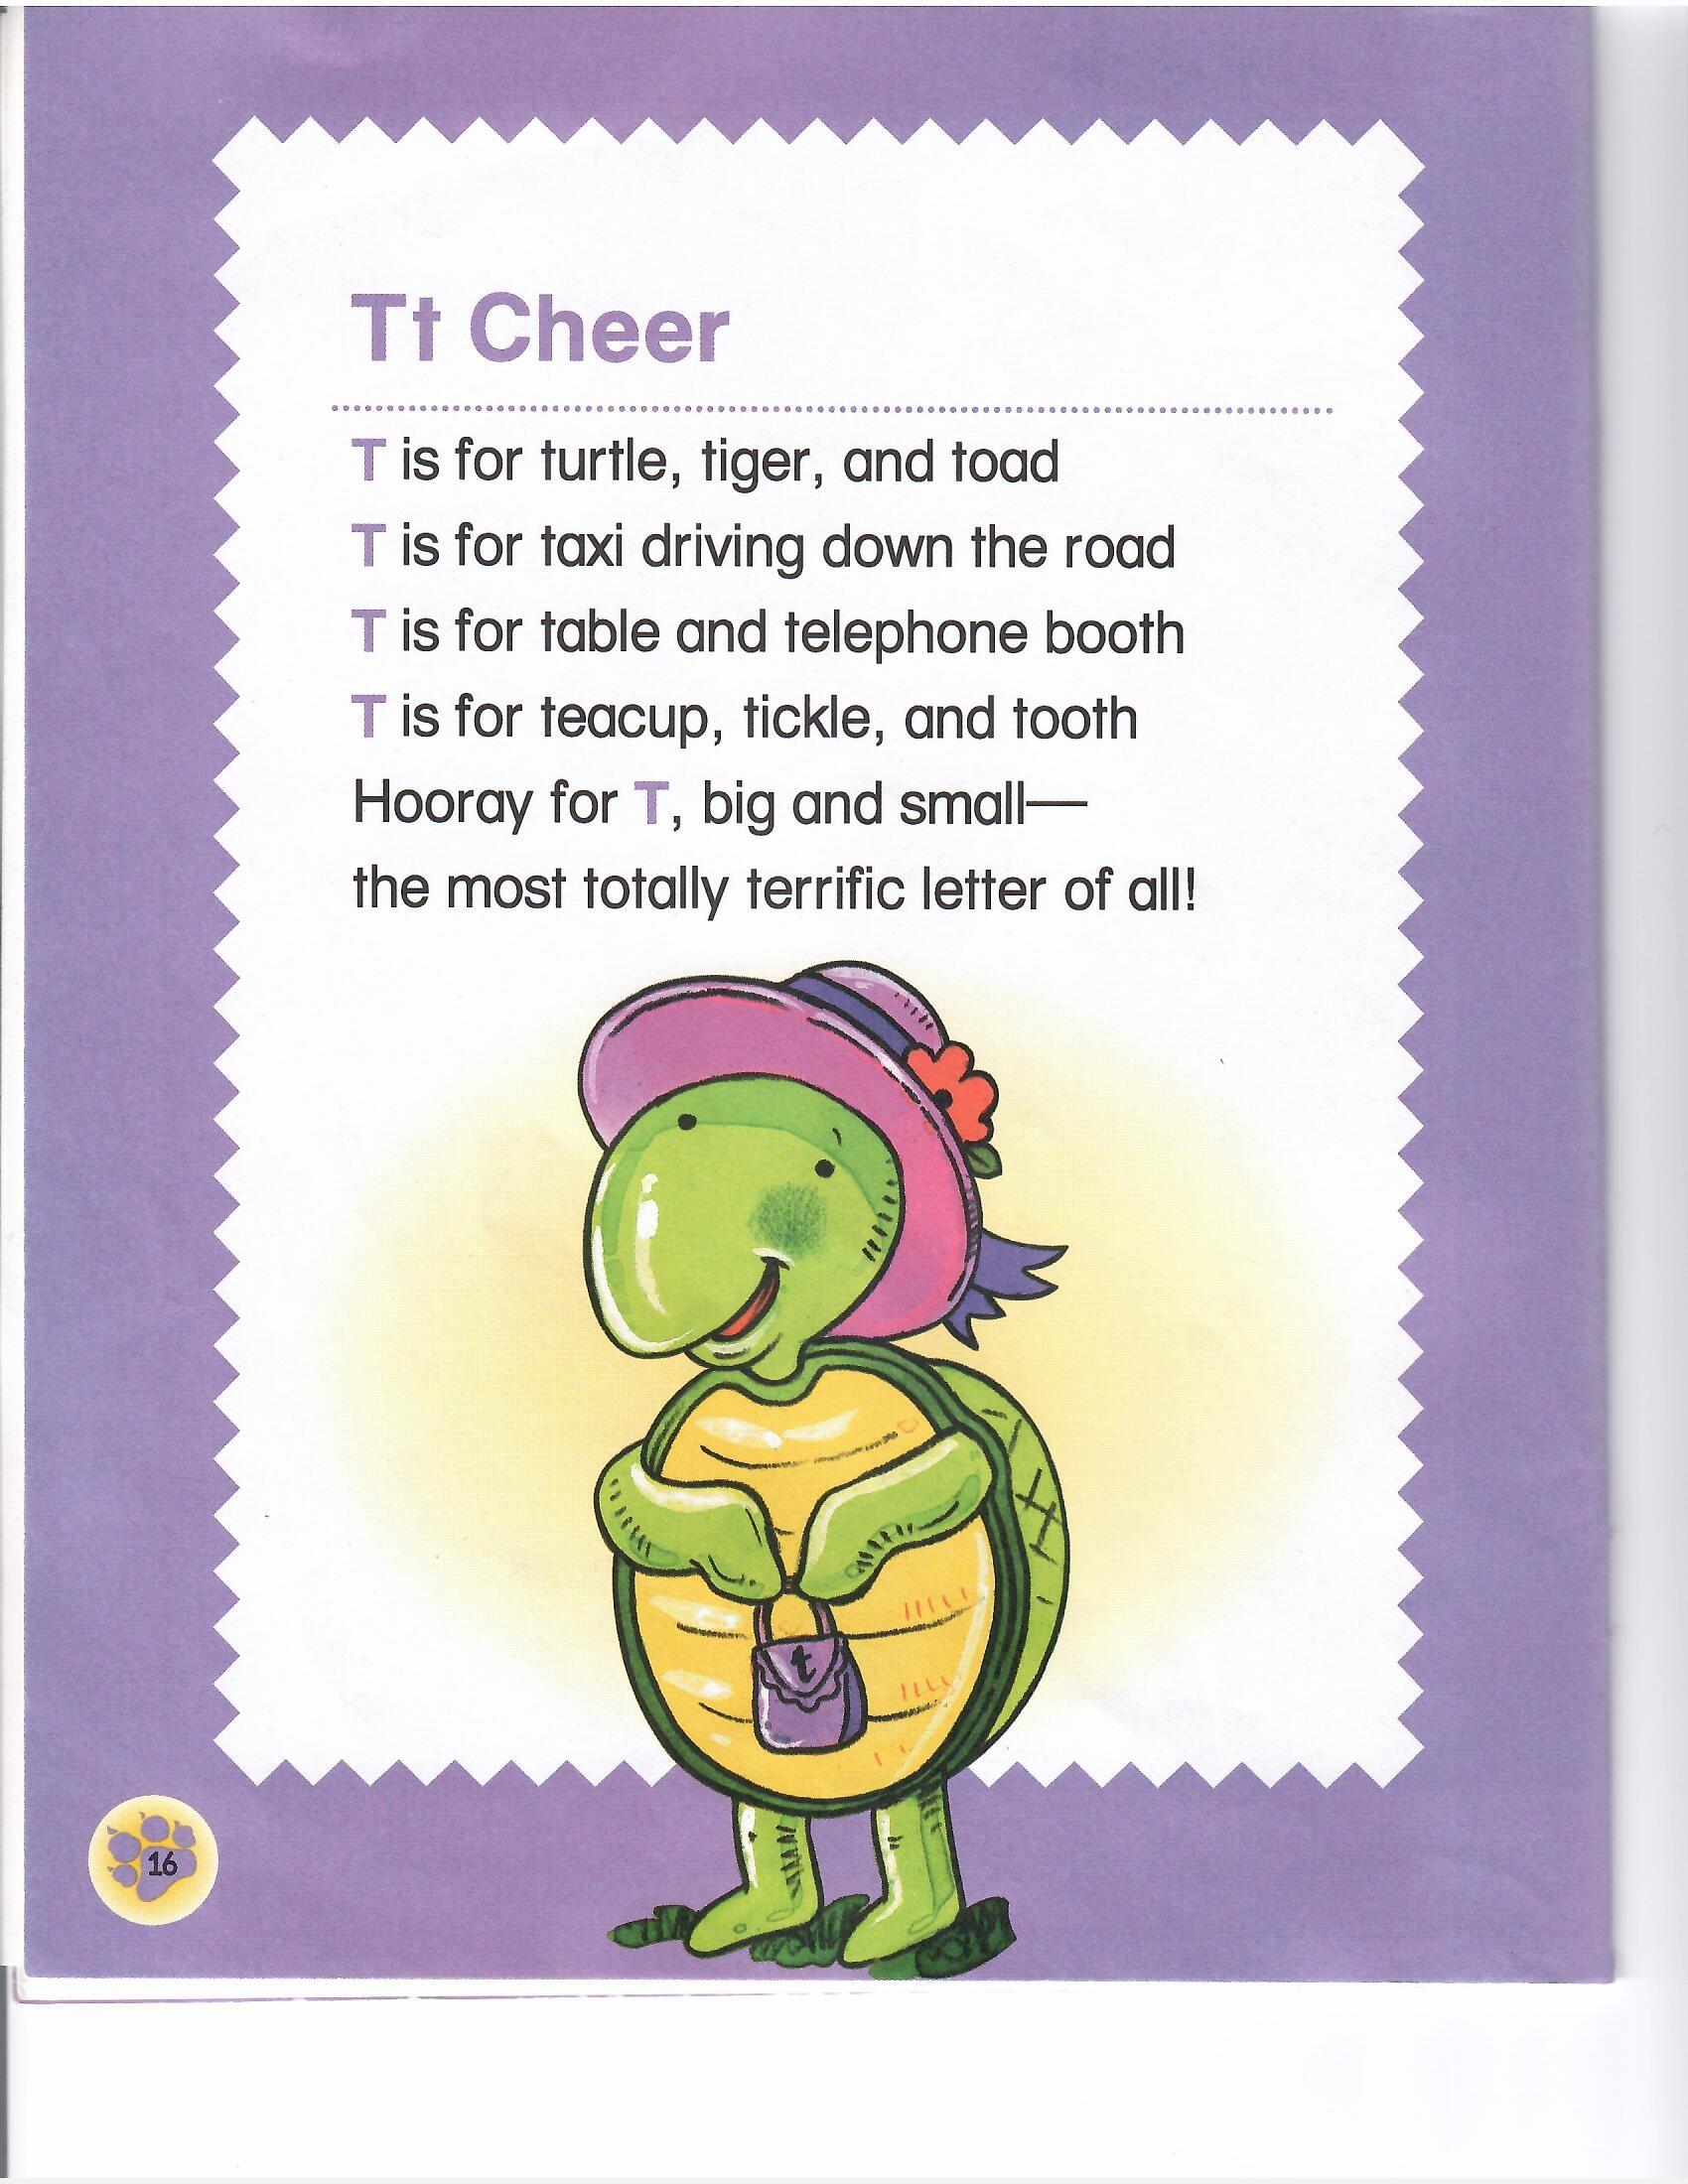 Tt Cheer
T is for turtle, tiger, and toad
T is for taxi driving down the road
T is for table and telephone booth
T is for teacup, tickle, and tooth
Hooray for T, big and small—
the most totally terrific letter of all!
t
16